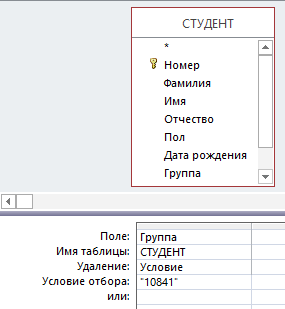 СТУДЕНТ
*
Номер
Фамилия
Имя
Отчество
Пол
Дата рождения
Группа
Поле: Группа
Имя таблицы: СТУДЕНТ
Удаление: Условие
Условие отбора: "10841"
или: